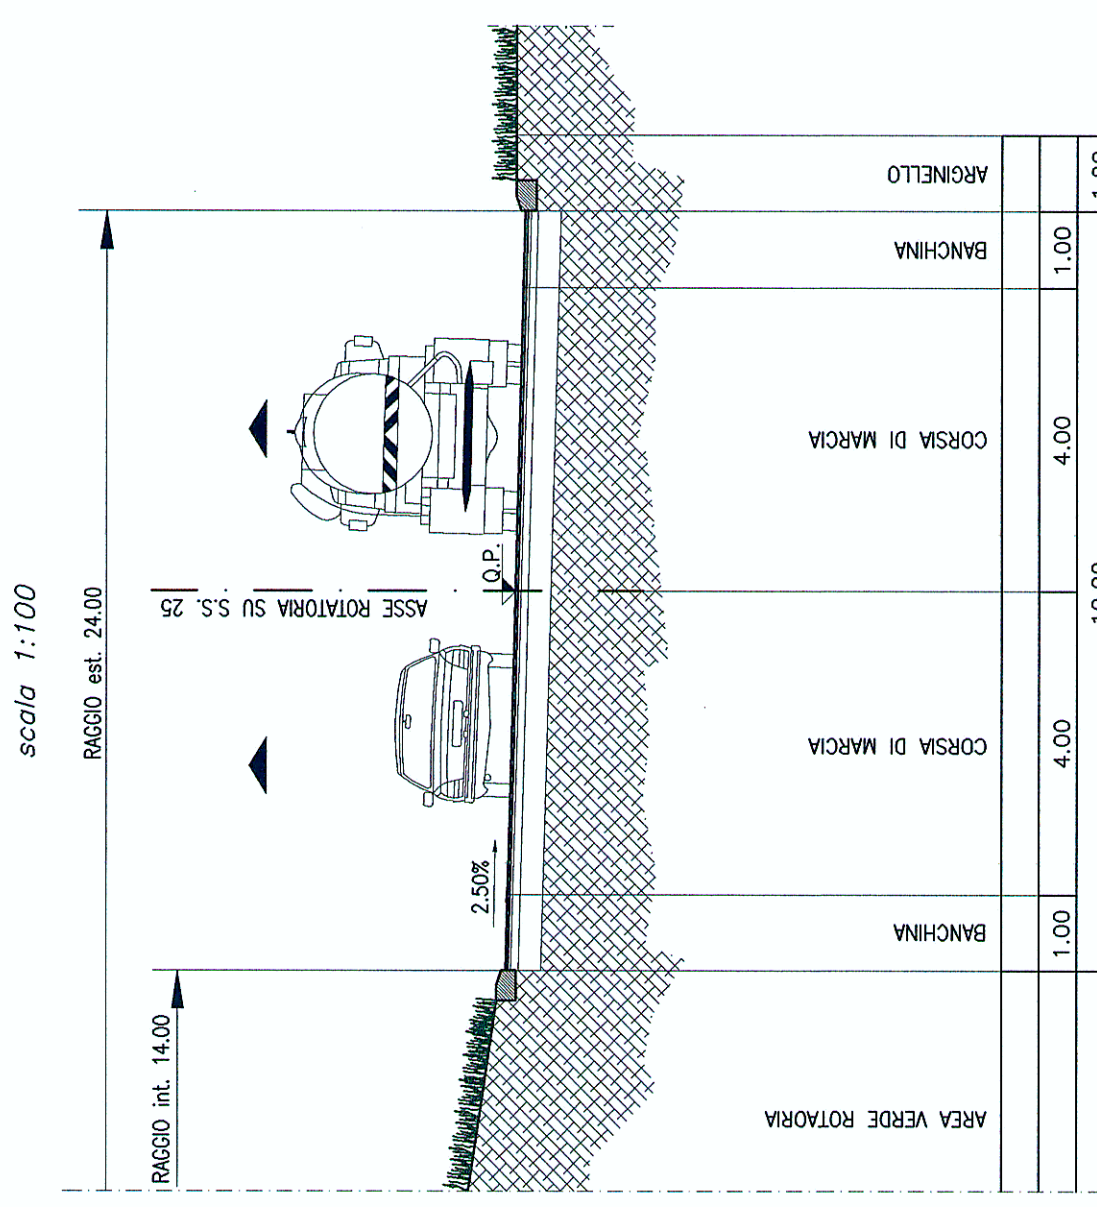 scala 1:100
RAGGIO est. 24.00
RAGGIO int. 14.00
ASSE ROTATORIA SU S.S. 25
Q.P.
2.50%
AREA VERDE ROTAORIA
BANCHINA
CORSIA DI MARCIA
CORSIA DI MARCIA
BANCHINA
ARGINELLO
1.00
4.00
4.00
1.00